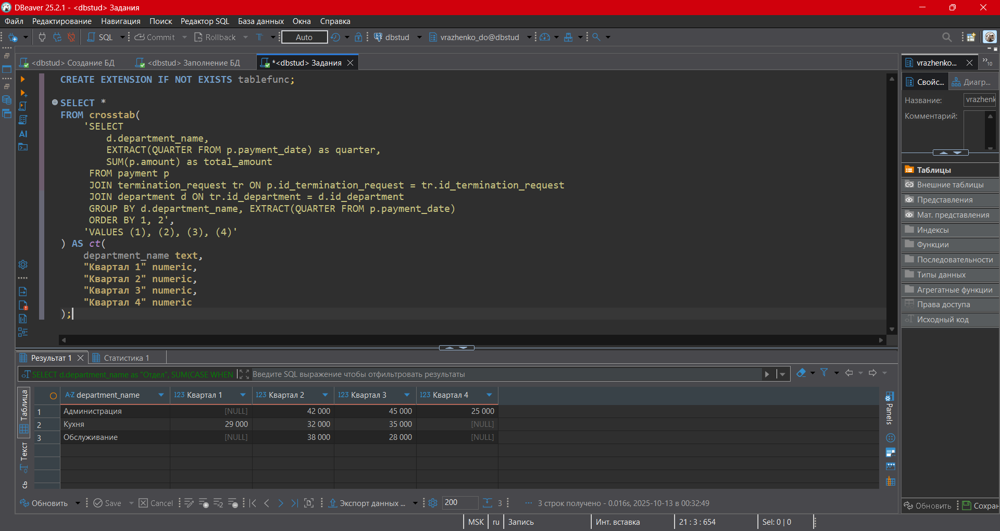 DBeaver 25.2.1 - <dbstud> Задания
Файл Редактирование Навигация Поиск Редактор SQL База данных Окна Справка
SQL Commit Rollback T Auto dbstud vrazhenko_do@dbstud
<dbstud> Создание БД <dbstud> Заполнение БД *<dbstud> Задания
CREATE EXTENSION IF NOT EXISTS tablefunc;
SELECT *
FROM crosstab(
'SELECT
d.department_name,
EXTRACT(QUARTER FROM p.payment_date) as quarter,
SUM(p.amount) as total_amount
FROM payment p
JOIN termination_request tr ON p.id_termination_request = tr.id_termination_request
JOIN department d ON tr.id_department = d.id_department
GROUP BY d.department_name, EXTRACT(QUARTER FROM p.payment_date)
ORDER BY 1, 2',
'VALUES (1), (2), (3), (4)'
) AS ct(
department_name text,
"Квартал 1" numeric,
"Квартал 2" numeric,
"Квартал 3" numeric,
"Квартал 4" numeric
);
AI
vrazhenko... »10
Свойс... Диагр...
Название: vrazhenk
Комментарий:
Таблицы
Внешние таблицы
Представления
Мат. представления
Индексы
Функции
Последовательности
Типы данных
Агрегатные функции
Права доступа
Исходный код
Обновить Сохран
Результат 1 Статистика 1
SELECT d.department_name as "Отдел", SUM(CASE WHEN Введите SQL выражение чтобы отфильтровать результаты
Таблица
Текст
сь
A-Z department_name 123 Квартал 1 123 Квартал 2 123 Квартал 3 123 Квартал 4
1 Администрация [NULL] 42 000 45 000 25 000
2 Кухня 29 000 32 000 35 000 [NULL]
3 Обслуживание [NULL] 38 000 28 000 [NULL]
Panels
Обновить Save Cancel Экспорт данных ... 200 3 ... 3 строк получено - 0.016s, 2025-10-13 в 00:32:49
MSK ru Запись Инт. вставка 21 : 3 : 654 Sel: 0 | 0